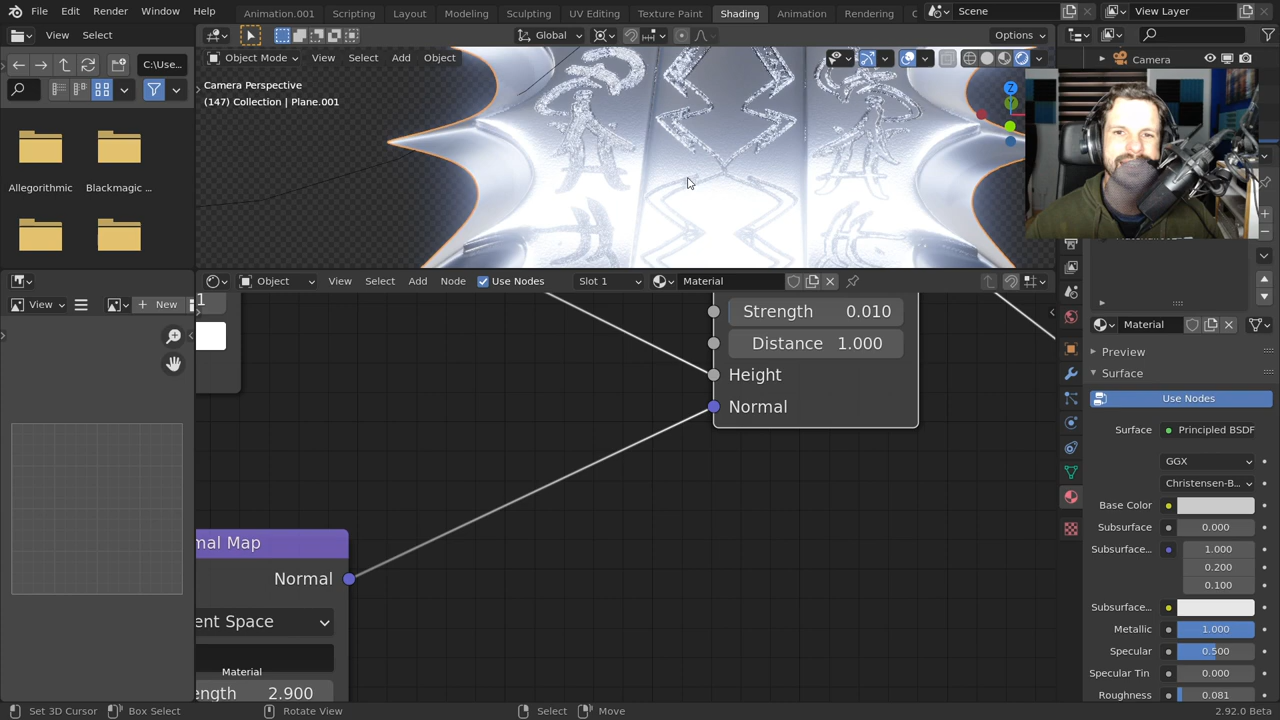 File Edit Render Window Help Animation.001 Scripting Layout Modeling Sculpting UV Editing Texture Paint Shading Animation Rendering Scene View Layer
View Select Global Options
C:\Use... Object Mode View Select Add Object Camera
Camera Perspective
(147) Collection | Plane.001
Z
Y
Allegorithmic Blackmagic ...
Object View Select Add Node Use Nodes Slot 1 Material
View New
1
Strength 0.010
Distance 1.000
Height
Normal
mal Map
Normal
ent Space
Material
ength 2.900
Material
Preview
Surface
Use Nodes
Surface Principled BSDF
GGX
Christensen-B...
Base Color
Subsurface 0.000
Subsurface... 1.000
0.200
0.100
Subsurface...
Metallic 1.000
Specular 0.500
Specular Tin 0.000
Roughness 0.081
Set 3D Cursor Box Select Rotate View Select Move 2.92.0 Beta